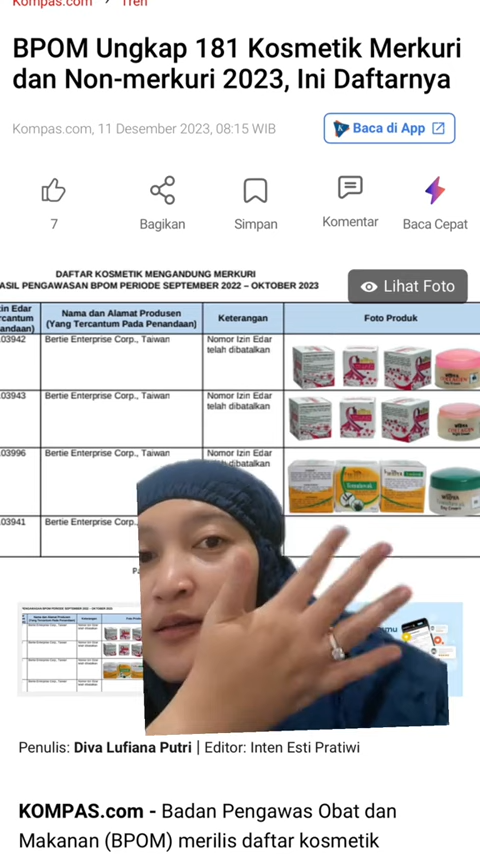 Kompas.com > Tren
BPOM Ungkap 181 Kosmetik Merkuri
dan Non-merkuri 2023, Ini Daftarnya
Kompas.com, 11 Desember 2023, 08:15 WIB
Baca di App
7
Bagikan
Simpan
Komentar
Baca Cepat
DAFTAR KOSMETIK MENGANDUNG MERKURI
ASIL PENGAWASAN BPOM PERIODE SEPTEMBER 2022 – OKTOBER 2023
Lihat Foto
in Edar
rcantum
andaan)
Nama dan Alamat Produsen
(Yang Tercantum Pada Penandaan)
Keterangan
Foto Produk
03942
Bertie Enterprise Corp., Taiwan
Nomor Izin Edar
telah dibatalkan
03943
Bertie Enterprise Corp., Taiwan
Nomor Izin Edar
telah dibatalkan
03996
Bertie Enterprise Corp., Taiwan
Nomor Izin Edar
dibatalkan
03941
Bertie Enterprise Corp.,
Penulis: Diva Lufiana Putri | Editor: Inten Esti Pratiwi
KOMPAS.com - Badan Pengawas Obat dan
Makanan (BPOM) merilis daftar kosmetik